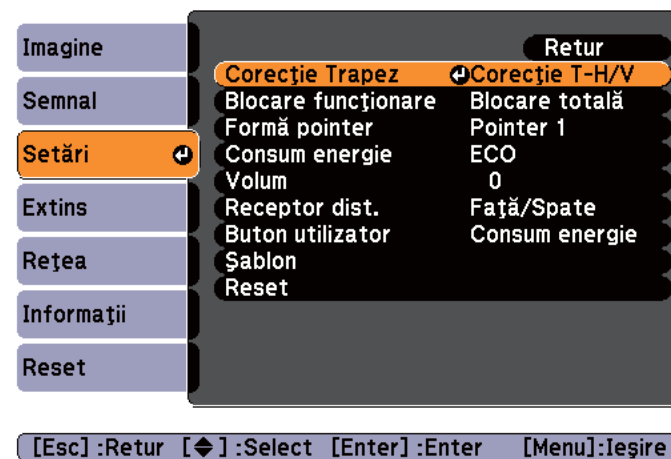 Imagine
Semnal
Setări
Extins
Reţea
Informaţii
Reset
Retur
Corecţie Trapez Corecţie T-H/V
Blocare funcţionare Blocare totală
Formă pointer Pointer 1
Consum energie ECO
Volum 0
Receptor dist. Faţă/Spate
Buton utilizator Consum energie
Şablon
Reset
[Esc] :Retur [◆] :Select [Enter] :Enter [Menu]:Ieşire